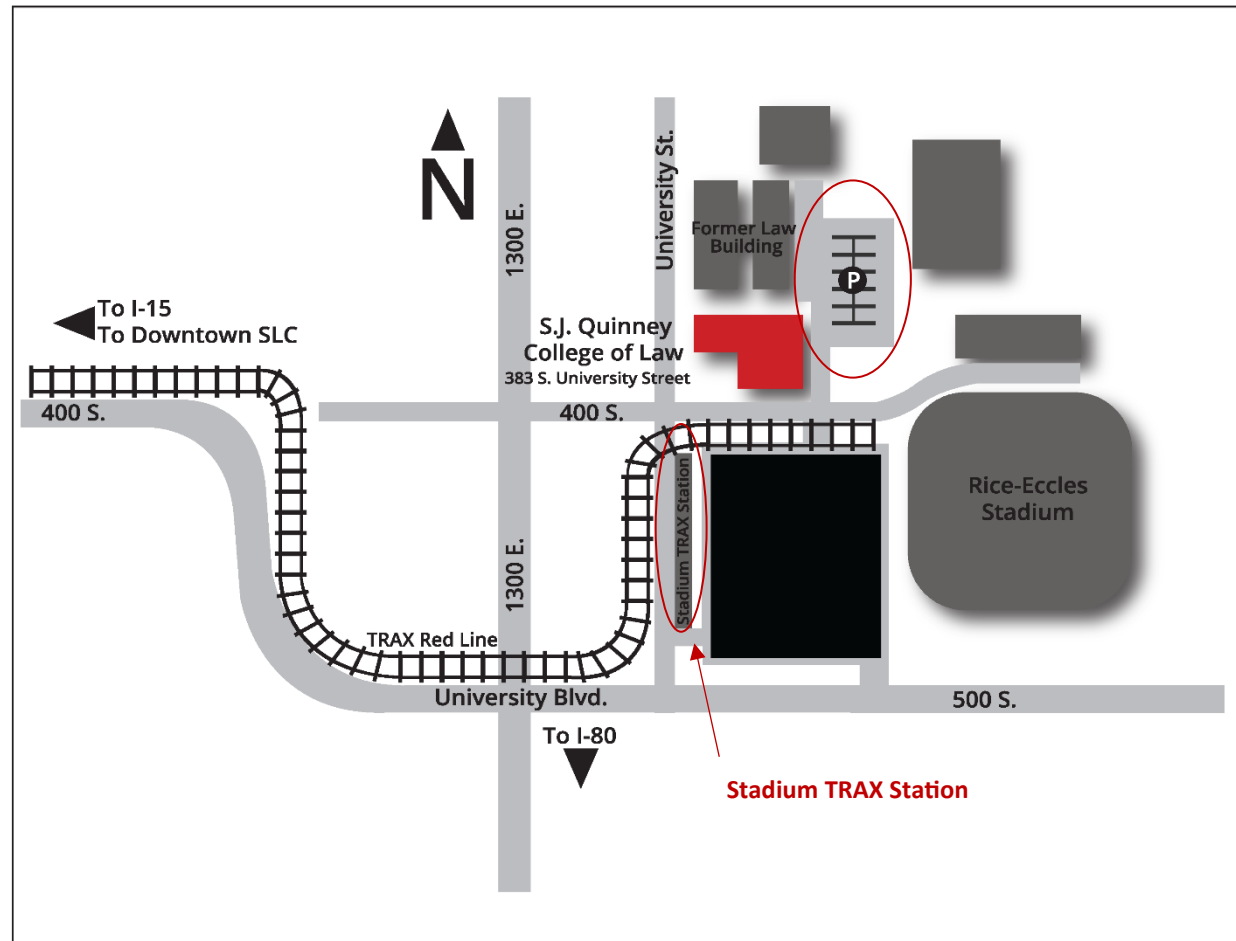 N
1300 E.
University St.
Former Law
Building
P
To I-15
To Downtown SLC
S.J. Quinney
College of Law
383 S. University Street
400 S.
400 S.
Stadium TRAX Station
Rice-Eccles
Stadium
1300 E.
TRAX Red Line
University Blvd.
500 S.
To I-80
Stadium TRAX Station